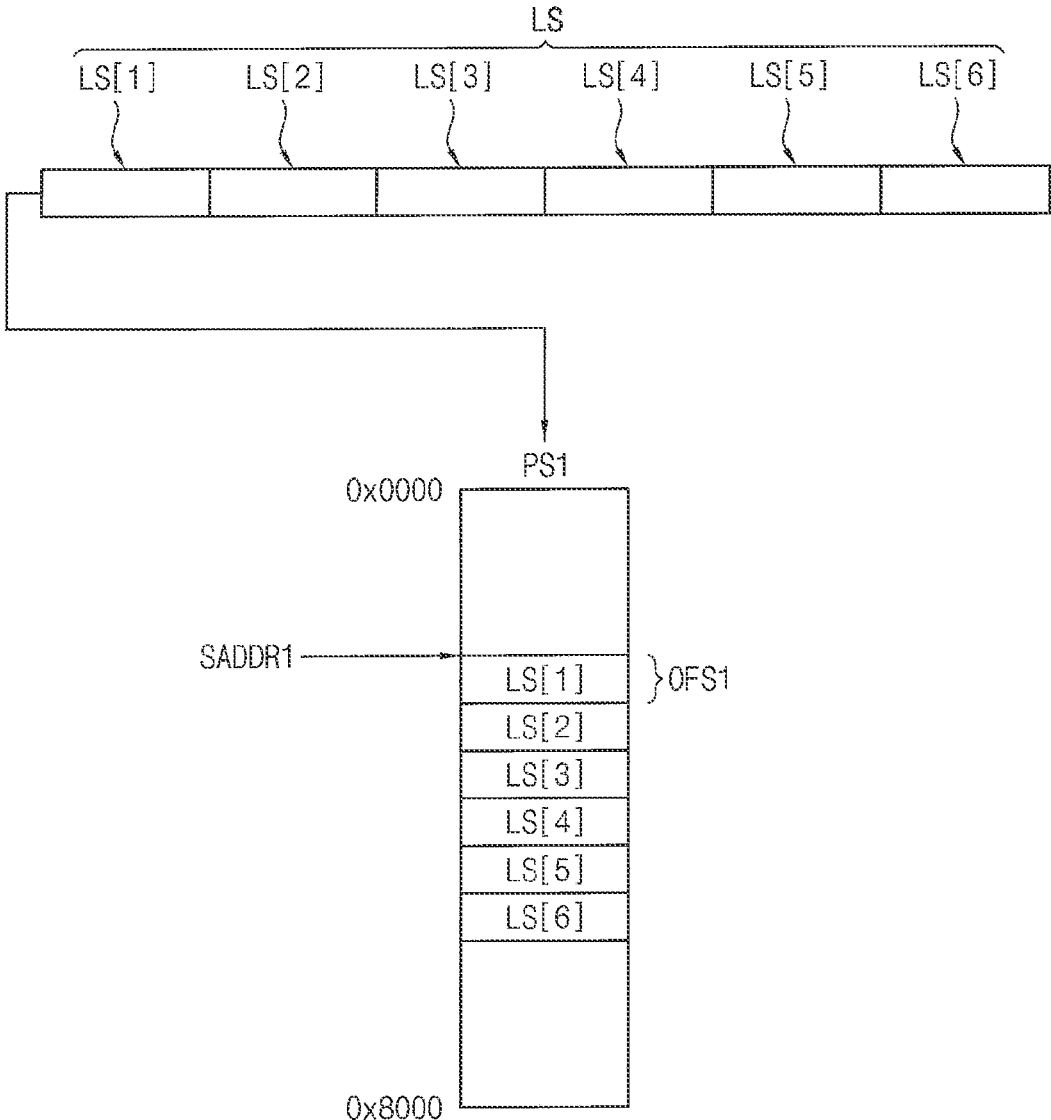 LS
LS[1] LS[2] LS[3] LS[4] LS[5] LS[6]
PS1
0x0000
SADDR1
LS[1] OFS1
LS[2]
LS[3]
LS[4]
LS[5]
LS[6]
0x8000